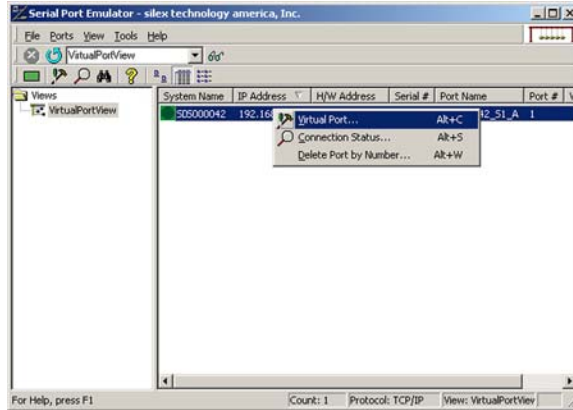 Serial Port Emulator - silex technology america, Inc.
File Ports View Tools Help
VirtualPortView
Views
VirtualPortView
System Name IP Address H/W Address Serial # Port Name Port #
SDS000042 192.16 42_S1_A 1
Virtual Port... Alt+C
Connection Status... Alt+S
Delete Port by Number... Alt+W
For Help, press F1 Count: 1 Protocol: TCP/IP View: VirtualPortView